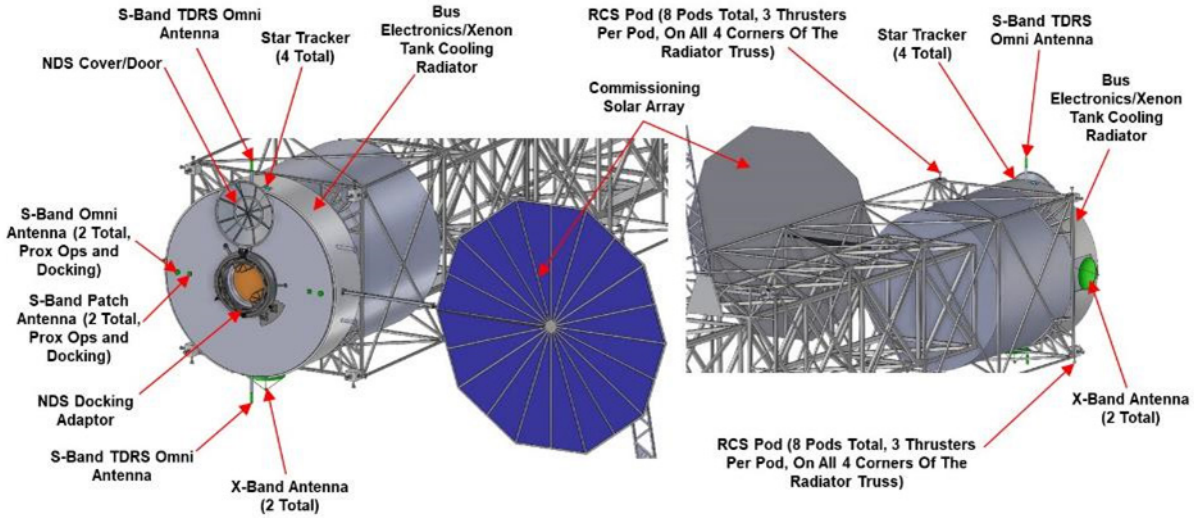 S-Band TDRS Omni
Antenna
NDS Cover/Door
Star Tracker
(4 Total)
Bus
Electronics/Xenon
Tank Cooling
Radiator
S-Band Omni
Antenna (2 Total,
Prox Ops and
Docking)
S-Band Patch
Antenna (2 Total,
Prox Ops and
Docking)
NDS Docking
Adaptor
S-Band TDRS Omni
Antenna
X-Band Antenna
(2 Total)
Commissioning
Solar Array
RCS Pod (8 Pods Total, 3 Thrusters
Per Pod, On All 4 Corners Of The
Radiator Truss)
Star Tracker
(4 Total)
S-Band TDRS
Omni Antenna
Bus
Electronics/Xenon
Tank Cooling
Radiator
X-Band Antenna
(2 Total)
RCS Pod (8 Pods Total, 3 Thrusters
Per Pod, On All 4 Corners Of The
Radiator Truss)